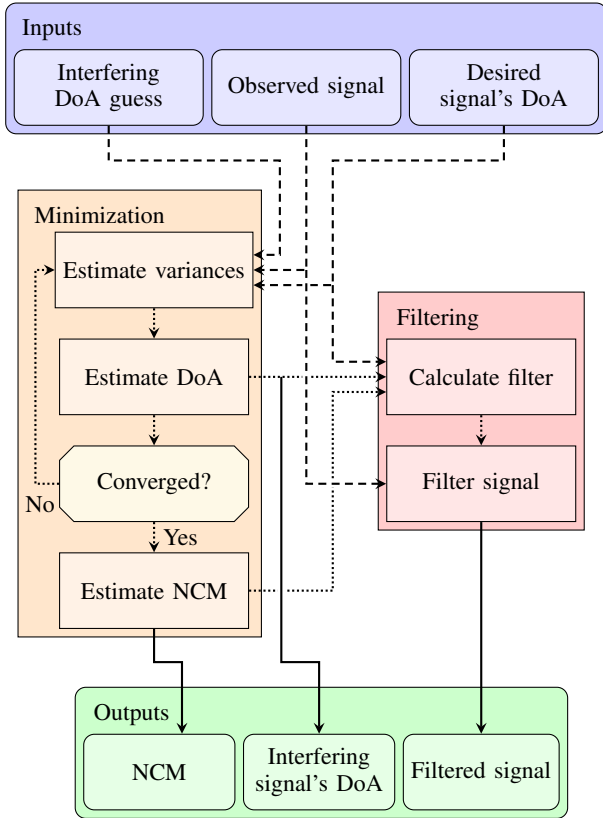 Inputs
Interfering
DoA guess
Observed signal
Desired
signal's DoA
Minimization
Estimate variances
Estimate DoA
Converged?
No
Yes
Estimate NCM
Filtering
Calculate filter
Filter signal
Outputs
NCM
Interfering
signal's DoA
Filtered signal